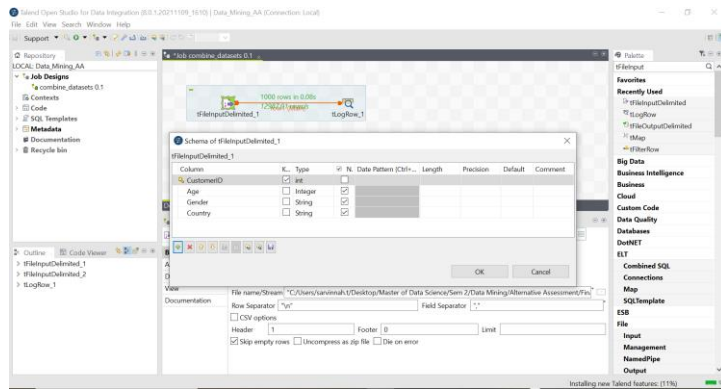 Talend Open Studio for Data Integration (8.0.1.20211109_1610) | Data_Mining_AA (Connection: Local)
File Edit View Search Window Help
Support
Repository
LOCAL: Data_Mining_AA
Job Designs
combine_datasets 0.1
Contexts
Code
SQL Templates
Metadata
Documentation
Recycle bin
Outline
Code Viewer
tFileInputDelimited_1
tFileInputDelimited_2
tLogRow_1
*Job combine_datasets 0.1
1000 rows in 0.08s
tFileInputDelimited_1
tLogRow_1
Schema of tFileInputDelimited_1
tFileInputDelimited_1
Column K... Type N. Date Pattern (Ctrl+... Length Precision Default Comment
CustomerID int
Age Integer
Gender String
Country String
OK Cancel
View
Documentation
File name/Stream "C:/Users/sarvinnah.t/Desktop/Master of Data Science/Sem 2/Data Mining/Alternative Assessment/Fin
Row Separator "\n" Field Separator ","
CSV options
Header 1 Footer 0 Limit
Skip empty rows Uncompress as zip file Die on error
Palette
tFileInput
Favorites
Recently Used
tFileInputDelimited
tLogRow
tFileOutputDelimited
tMap
tFilterRow
Big Data
Business Intelligence
Business
Cloud
Custom Code
Data Quality
Databases
DotNET
ELT
Combined SQL
Connections
Map
SQLTemplate
ESB
File
Input
Management
NamedPipe
Output
Installing new Talend features: (11%)